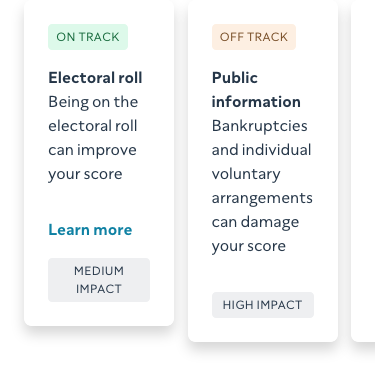 ON TRACK
Electoral roll
Being on the
electoral roll
can improve
your score
Learn more
MEDIUM
IMPACT
OFF TRACK
Public
information
Bankruptcies
and individual
voluntary
arrangements
can damage
your score
HIGH IMPACT